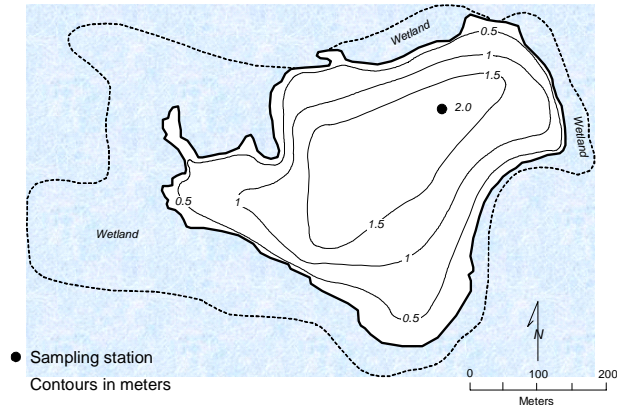 Wetland
0.5
1
1.5
2.0
Wetland
0.5
1
1.5
Wetland
1
0.5
N
Sampling station
Contours in meters
0 100 200
Meters